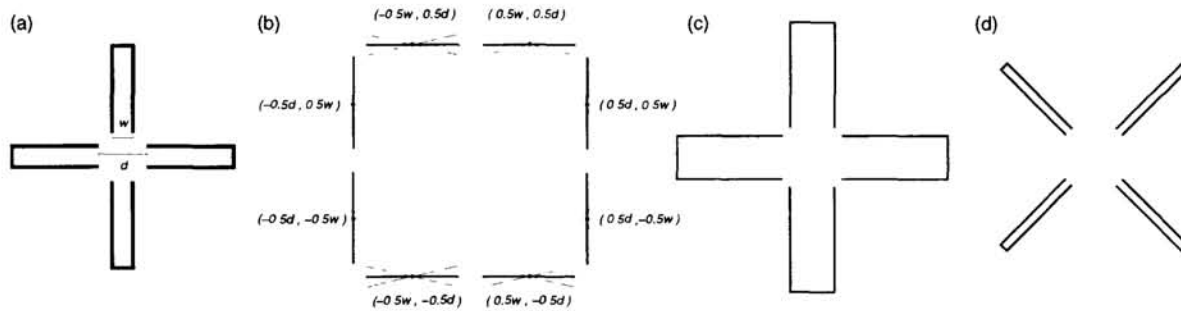 (a)
w
d
(b)
(−0 5w, 0.5d)
(0.5w, 0.5d)
(−0.5d, 0 5w)
(0.5d, 0 5w)
(−0 5d, −0 5w)
(0 5d, −0.5w)
(−0 5w, −0 5d)
(0 5w, −0 5d)
(c)
(d)